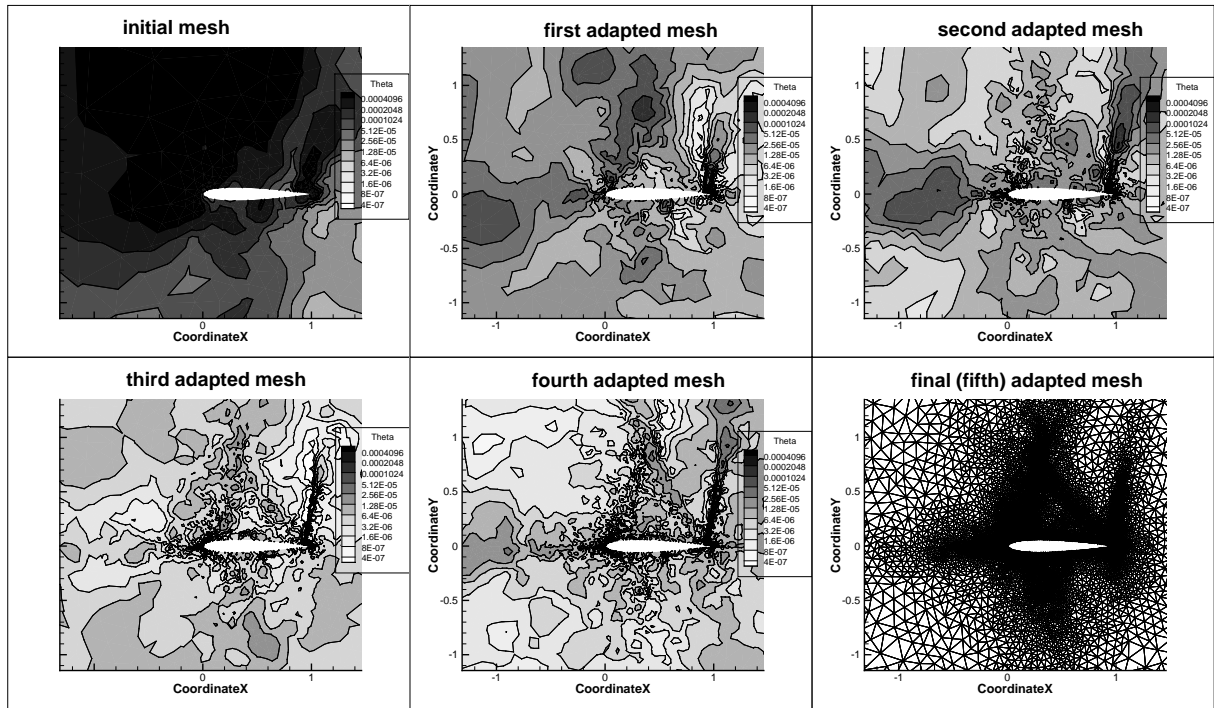 initial mesh
Theta
0.0004096
0.0002048
0.0001024
5.12E-05
2.56E-05
1.28E-05
6.4E-06
3.2E-06
1.6E-06
8E-07
4E-07
0
1
CoordinateX
first adapted mesh
CoordinateY
1
0.5
0
-0.5
-1
Theta
0.0004096
0.0002048
0.0001024
5.12E-05
2.56E-05
1.28E-05
6.4E-06
3.2E-06
1.6E-06
8E-07
4E-07
-1
0
1
CoordinateX
second adapted mesh
CoordinateY
1
0.5
0
-0.5
-1
Theta
0.0004096
0.0002048
0.0001024
5.12E-05
2.56E-05
1.28E-05
6.4E-06
3.2E-06
1.6E-06
8E-07
4E-07
-1
0
1
CoordinateX
third adapted mesh
Theta
0.0004096
0.0002048
0.0001024
5.12E-05
2.56E-05
1.28E-05
6.4E-06
3.2E-06
1.6E-06
8E-07
4E-07
0
1
CoordinateX
fourth adapted mesh
CoordinateY
1
0.5
0
-0.5
-1
Theta
0.0004096
0.0002048
0.0001024
5.12E-05
2.56E-05
1.28E-05
6.4E-06
3.2E-06
1.6E-06
8E-07
4E-07
-1
0
1
CoordinateX
final (fifth) adapted mesh
CoordinateY
1
0.5
0
-0.5
-1
-1
0
1
CoordinateX